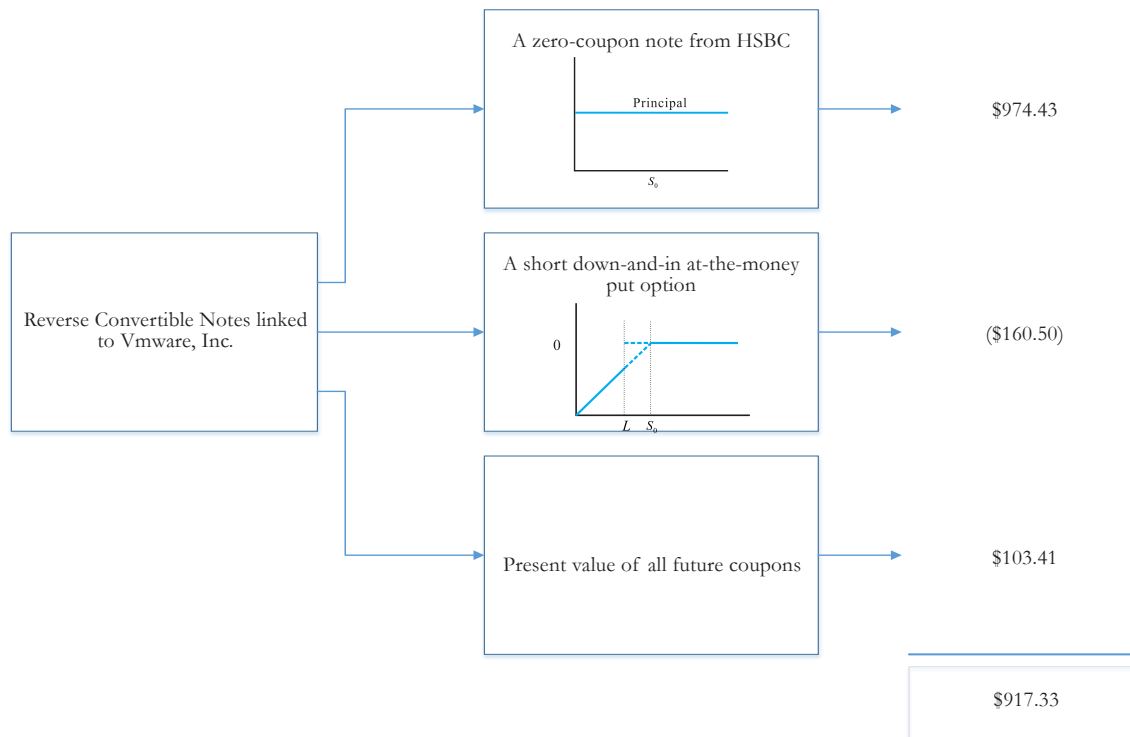 A zero-coupon note from HSBC
Principal
S₀
$974.43
Reverse Convertible Notes linked
to Vmware, Inc.
A short down-and-in at-the-money
put option
0
L S₀
($160.50)
Present value of all future coupons
$103.41
$917.33